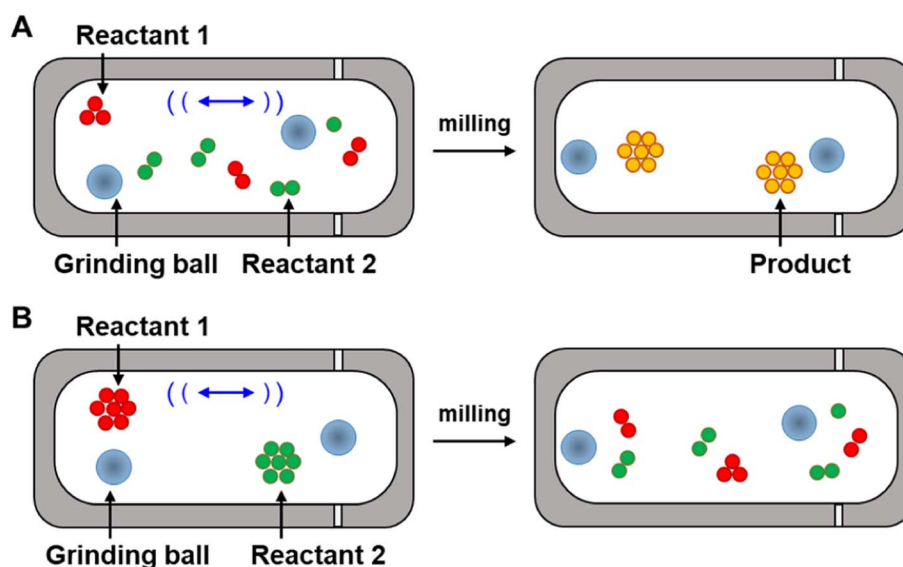 A
Reactant 1
milling
Grinding ball
Reactant 2
Product
B
Reactant 1
milling
Grinding ball
Reactant 2